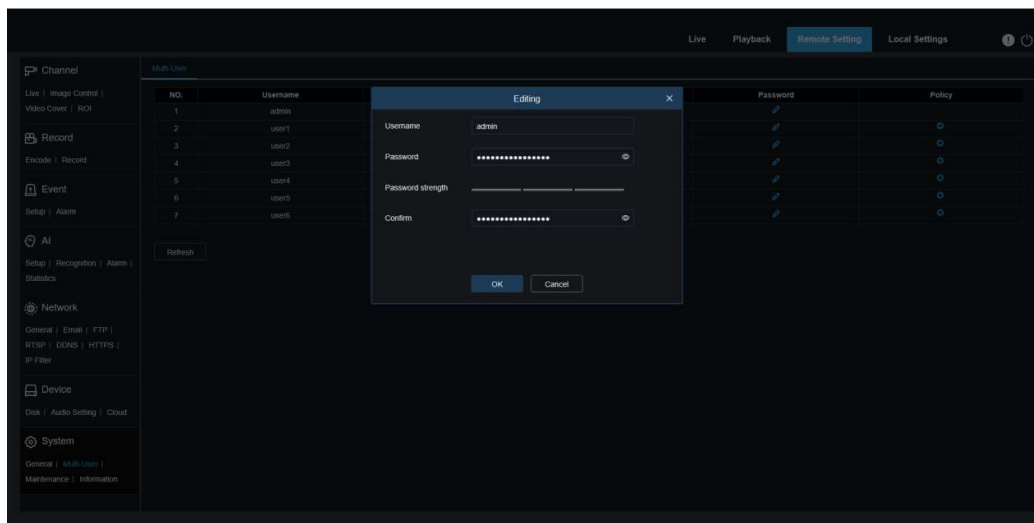 Live Playback Remote Setting Local Settings
Channel
Live | Image Control |
Video Cover | ROI
Record
Encode | Record
Event
Setup | Alarm
AI
Setup | Recognition | Alarm |
Statistics
Network
General | Email | FTP |
RTSP | DDNS | HTTPS |
IP Filter
Device
Disk | Audio Setting | Cloud
System
General | Multi-User |
Maintenance | Information
Multi-User
NO. Username Password Policy
1 admin
2 user1
3 user2
4 user3
5 user4
6 user5
7 user6
Refresh
Editing
Username admin
Password ••••••••••••••••
Password strength
Confirm ••••••••••••••••
OK Cancel